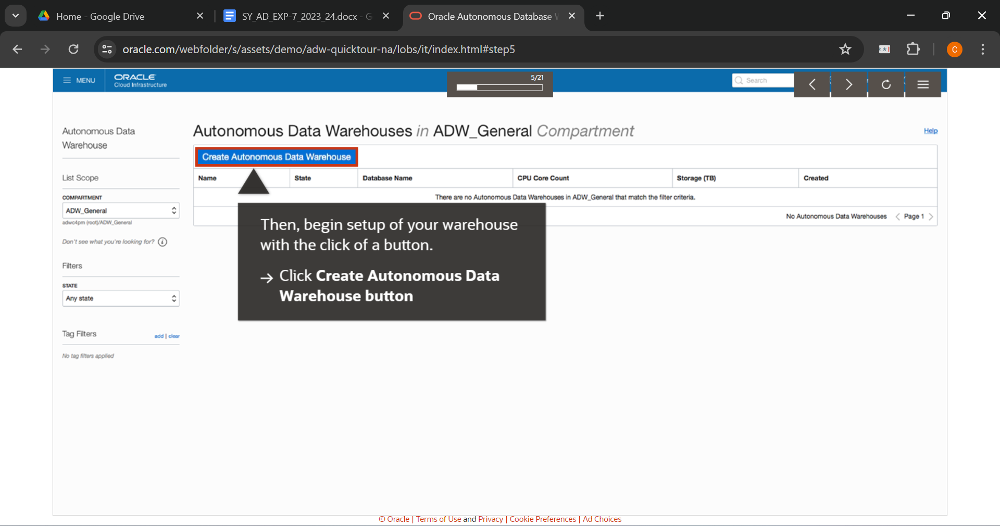 Home - Google Drive
SY_AD_EXP-7_2023_24.docx - G
Oracle Autonomous Database
oracle.com/webfolder/s/assets/demo/adw-quicktour-na/lobs/it/index.html#step5
C
MENU
ORACLE
Cloud Infrastructure
5/21
Search
Autonomous Data
Warehouse
Autonomous Data Warehouses in ADW_General Compartment
Help
Create Autonomous Data Warehouse
List Scope
Name State Database Name CPU Core Count Storage (TB) Created
COMPARTMENT
There are no Autonomous Data Warehouses in ADW_General that match the filter criteria.
ADW_General
adwc4pm (root)/ADW_General
No Autonomous Data Warehouses Page 1
Then, begin setup of your warehouse
with the click of a button.
→ Click Create Autonomous Data
Warehouse button
Don't see what you're looking for? i
Filters
STATE
Any state
Tag Filters
add | clear
No tag filters applied
© Oracle | Terms of Use and Privacy | Cookie Preferences | Ad Choices